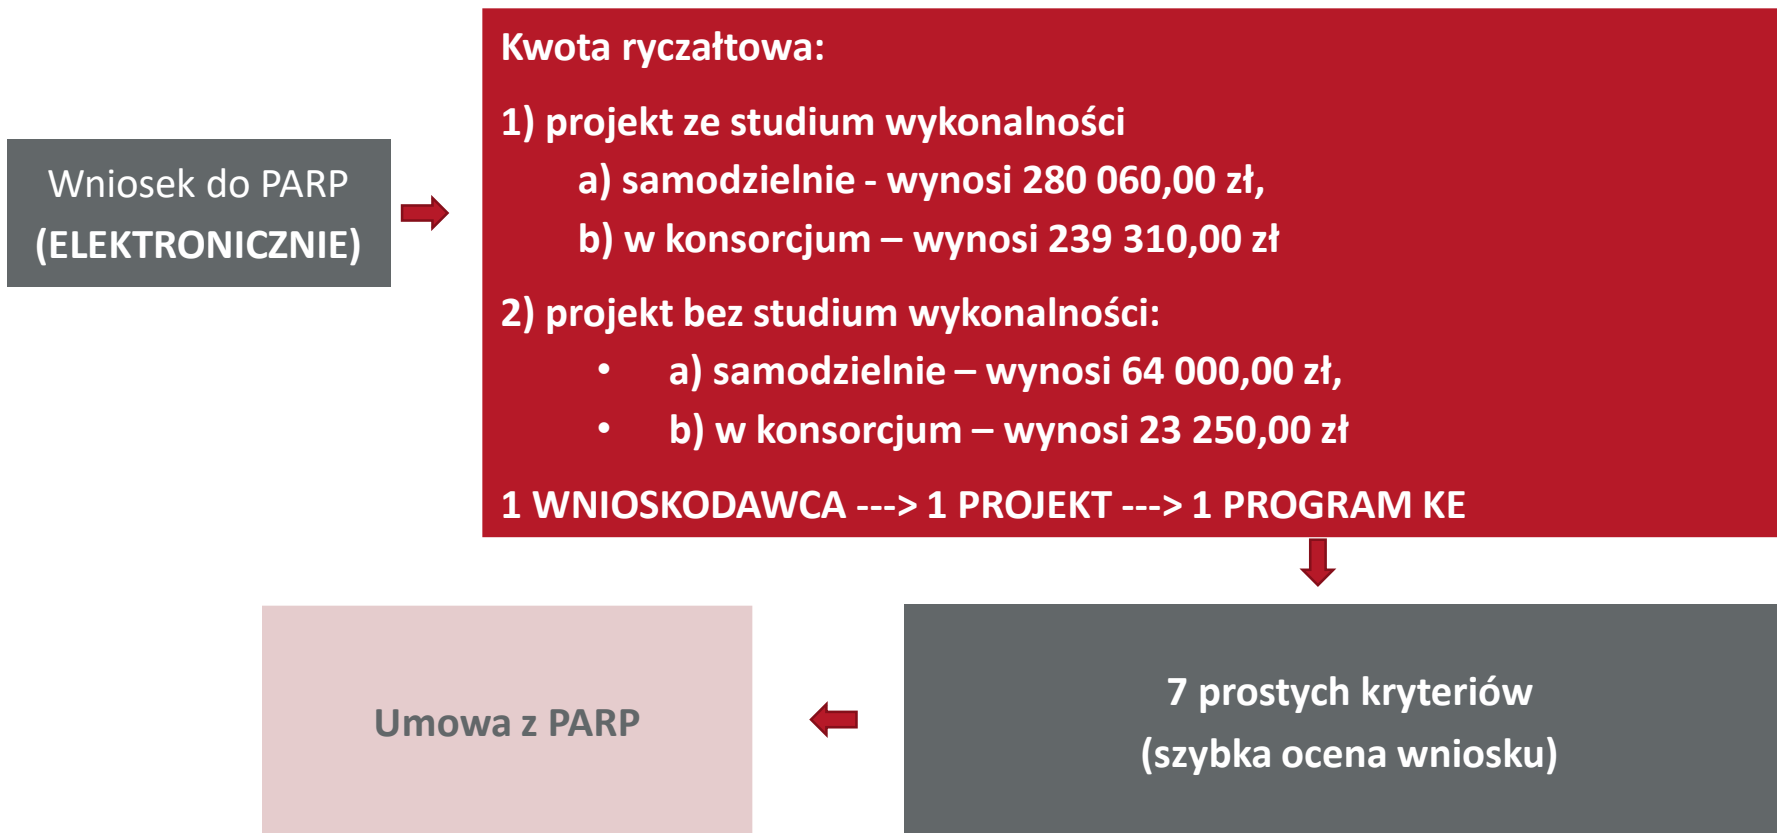 Wniosek do PARP
(ELEKTRONICZNIE)
Kwota ryczałtowa:
1) projekt ze studium wykonalności
a) samodzielnie - wynosi 280 060,00 zł,
b) w konsorcjum – wynosi 239 310,00 zł
2) projekt bez studium wykonalności:
• a) samodzielnie – wynosi 64 000,00 zł,
• b) w konsorcjum – wynosi 23 250,00 zł
1 WNIOSKODAWCA ---> 1 PROJEKT ---> 1 PROGRAM KE
7 prostych kryteriów
(szybka ocena wniosku)
Umowa z PARP